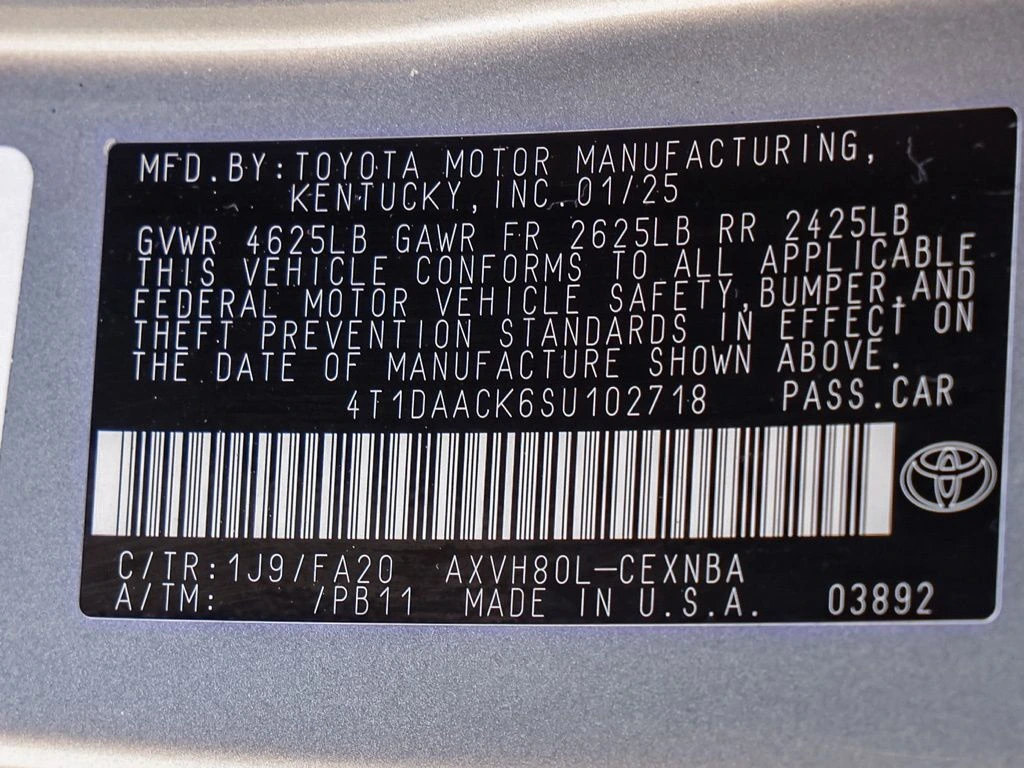 MFD.BY:TOYOTA MOTOR MANUFACTURING,
KENTUCKY,INC.01/25
GVWR 4625LB GAWR FR 2625LB RR 2425LB
THIS VEHICLE CONFORMS TO ALL APPLICABLE
FEDERAL MOTOR VEHICLE SAFETY,BUMPER,AND
THEFT PREVENTION STANDARDS IN EFFECT ON
THE DATE OF MANUFACTURE SHOWN ABOVE.
4T1DAACK6SU102718 PASS.CAR
C/TR:1J9/FA20 AXVH80L-CEXNBA
A/TM: /PB11 MADE IN U.S.A. 03892